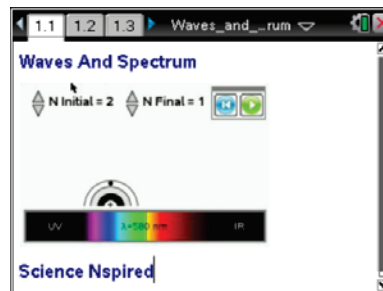 1.1 1.2 1.3 Waves_and_...rum
Waves And Spectrum
N Initial = 2 N Final = 1
UV λ=580 nm IR
Science Nspired